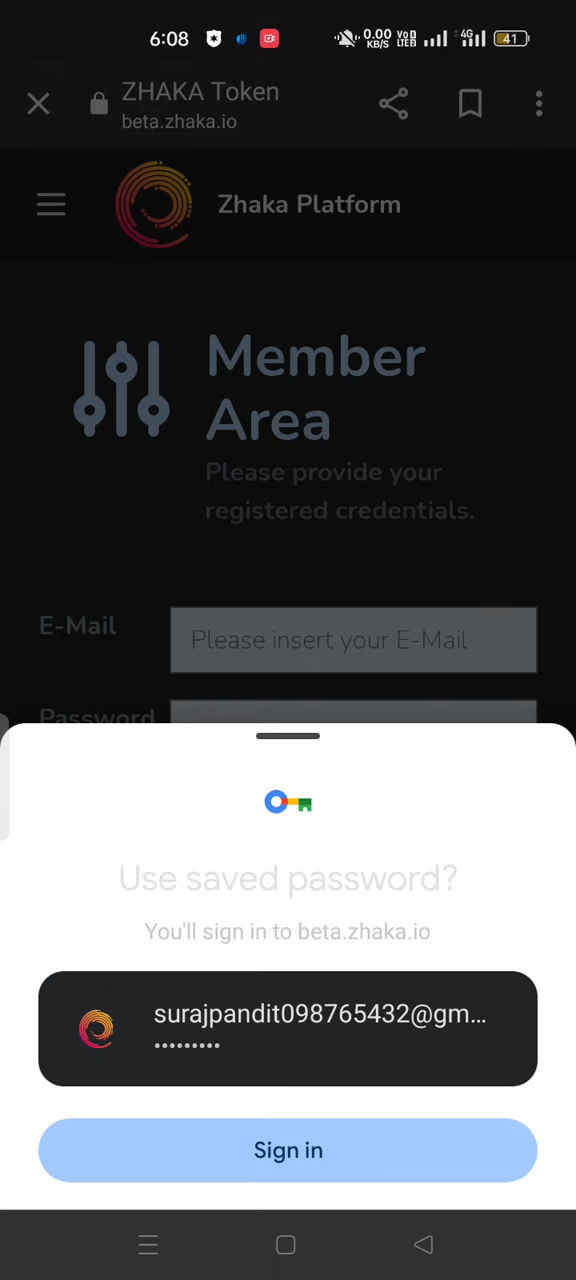 6:08
0.00
KB/S
4G
41
ZHAKA Token
beta.zhaka.io
Zhaka Platform
Member
Area
Please provide your
registered credentials.
E-Mail
Please insert your E-Mail
Password
Use saved password?
You'll sign in to beta.zhaka.io
surajpandit098765432@gm...
•••••••••
Sign in